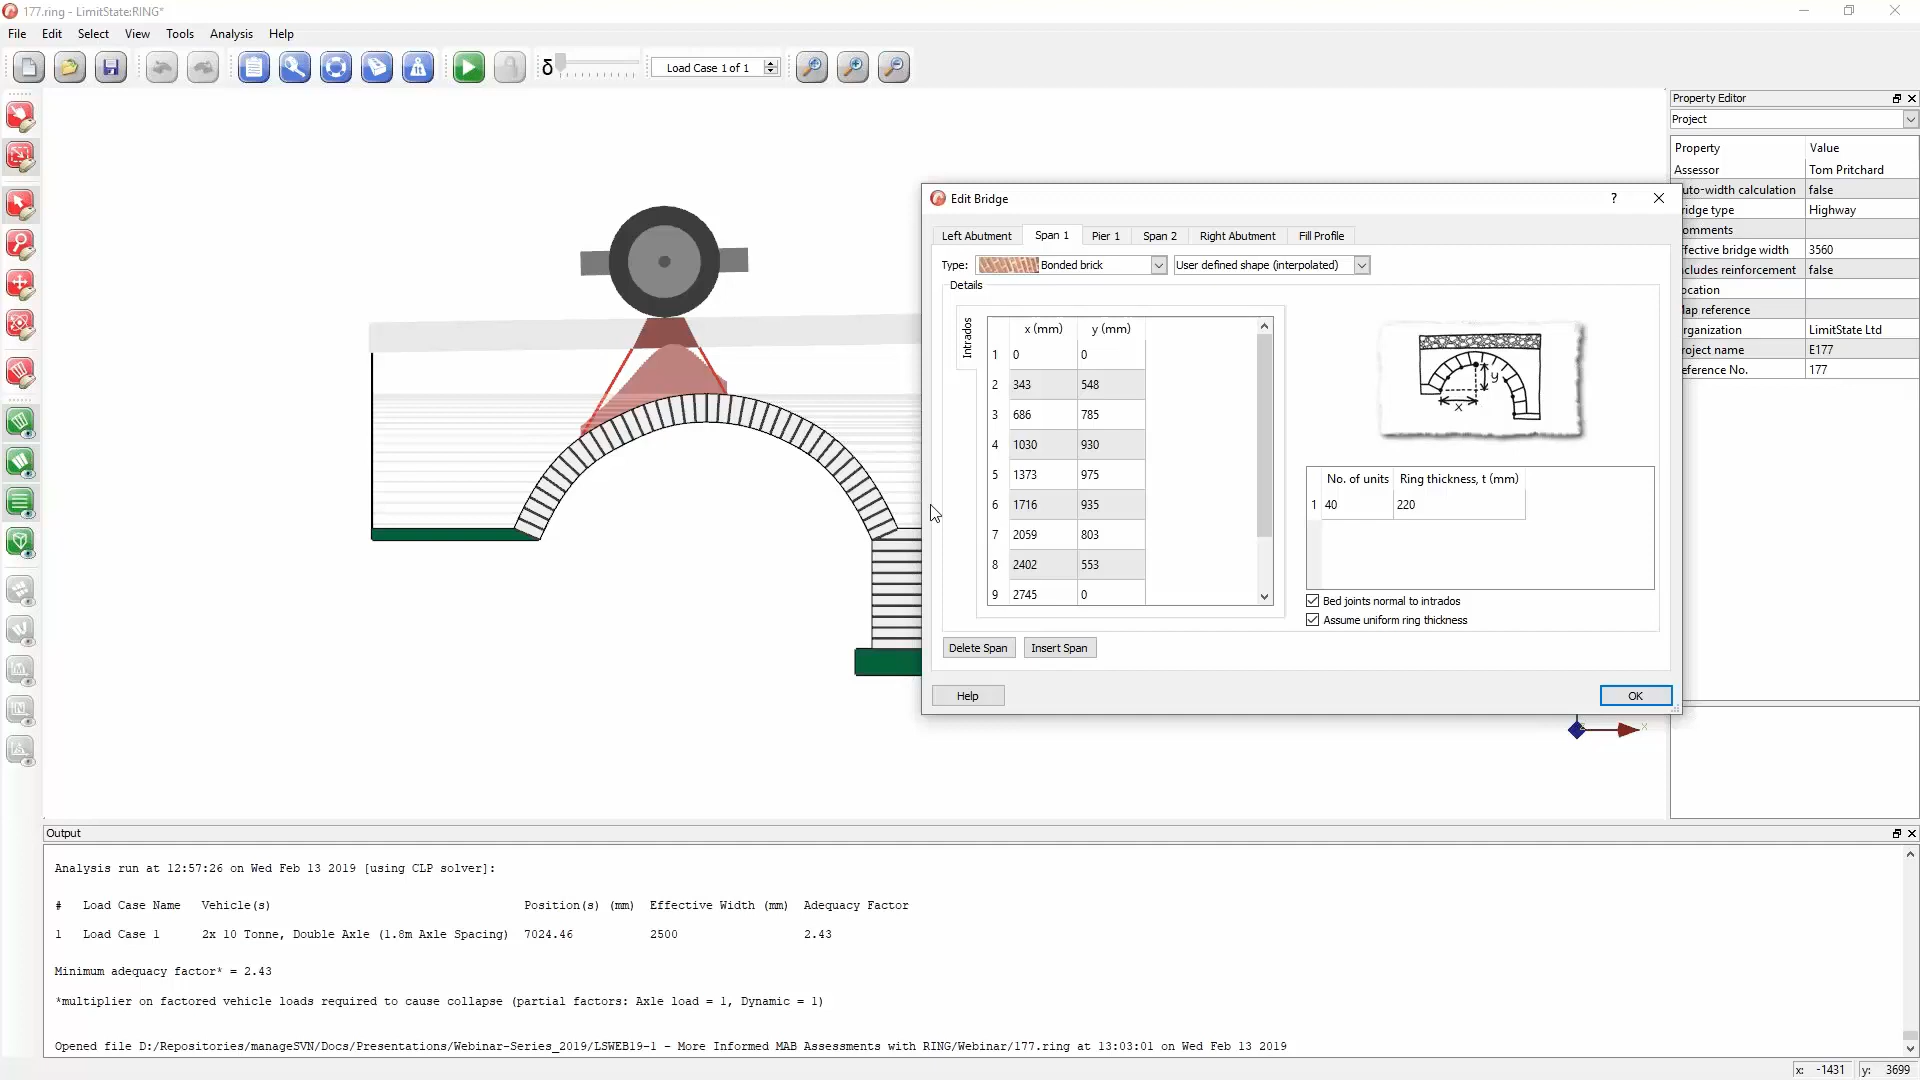 177.ring - LimitState:RING*
File Edit Select View Tools Analysis Help
δ Load Case 1 of 1
Property Editor
Project
Property Value
Assessor Tom Pritchard
uto-width calculation false
ridge type Highway
omments
ffective bridge width 3560
ncludes reinforcement false
ocation
Map reference
rganization LimitState Ltd
roject name E177
eference No. 177
Edit Bridge
?
Left Abutment Span 1 Pier 1 Span 2 Right Abutment Fill Profile
Type: Bonded brick User defined shape (interpolated)
Details
Intrados
x (mm) y (mm)
1 0 0
2 343 548
3 686 785
4 1030 930
5 1373 975
6 1716 935
7 2059 803
8 2402 553
9 2745 0
y
x
No. of units Ring thickness, t (mm)
1 40 220
Bed joints normal to intrados
Assume uniform ring thickness
Delete Span Insert Span
Help OK
x
Output
Analysis run at 12:57:26 on Wed Feb 13 2019 [using CLP solver]:
# Load Case Name Vehicle(s) Position(s) (mm) Effective Width (mm) Adequacy Factor
1 Load Case 1 2x 10 Tonne, Double Axle (1.8m Axle Spacing) 7024.46 2500 2.43
Minimum adequacy factor* = 2.43
*multiplier on factored vehicle loads required to cause collapse (partial factors: Axle load = 1, Dynamic = 1)
Opened file D:/Repositories/manageSVN/Docs/Presentations/Webinar-Series_2019/LSWEB19-1 - More Informed MAB Assessments with RING/Webinar/177.ring at 13:03:01 on Wed Feb 13 2019
x: -1431 y: 3699